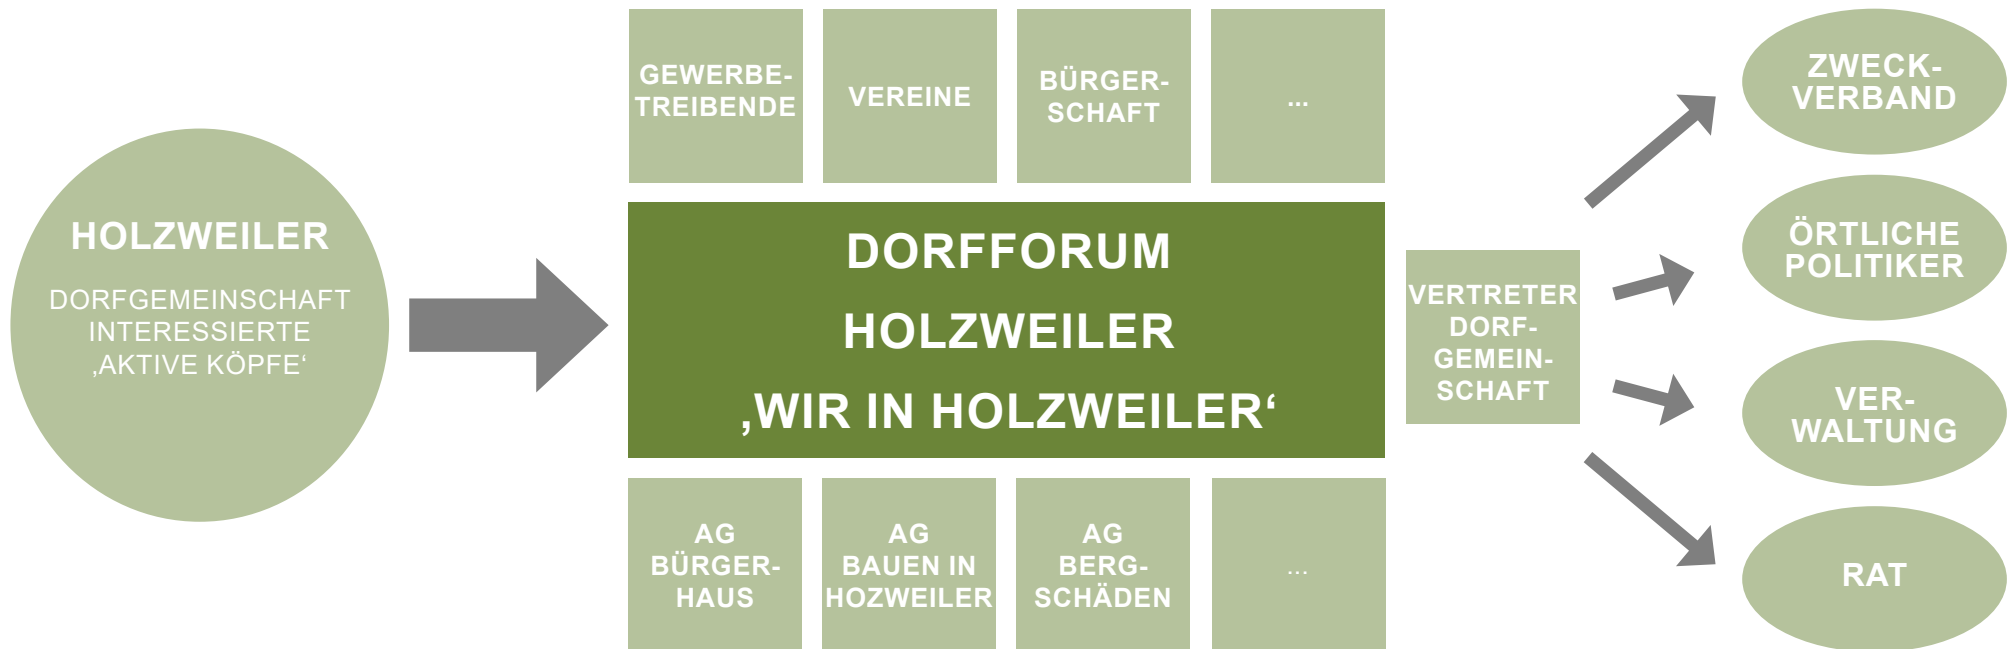 HOLZWEILER
DORFGEMEINSCHAFT
INTERESSIERTE
‚AKTIVE KÖPFE‘
GEWERBE-
TREIBENDE
VEREINE
BÜRGER-
SCHAFT
...
DORFFORUM
HOLZWEILER
‚WIR IN HOLZWEILER‘
AG
BÜRGER-
HAUS
AG
BAUEN IN
HOZWEILER
AG
BERG-
SCHÄDEN
...
VERTRETER
DORF-
GEMEIN-
SCHAFT
ZWECK-
VERBAND
ÖRTLICHE
POLITIKER
VER-
WALTUNG
RAT